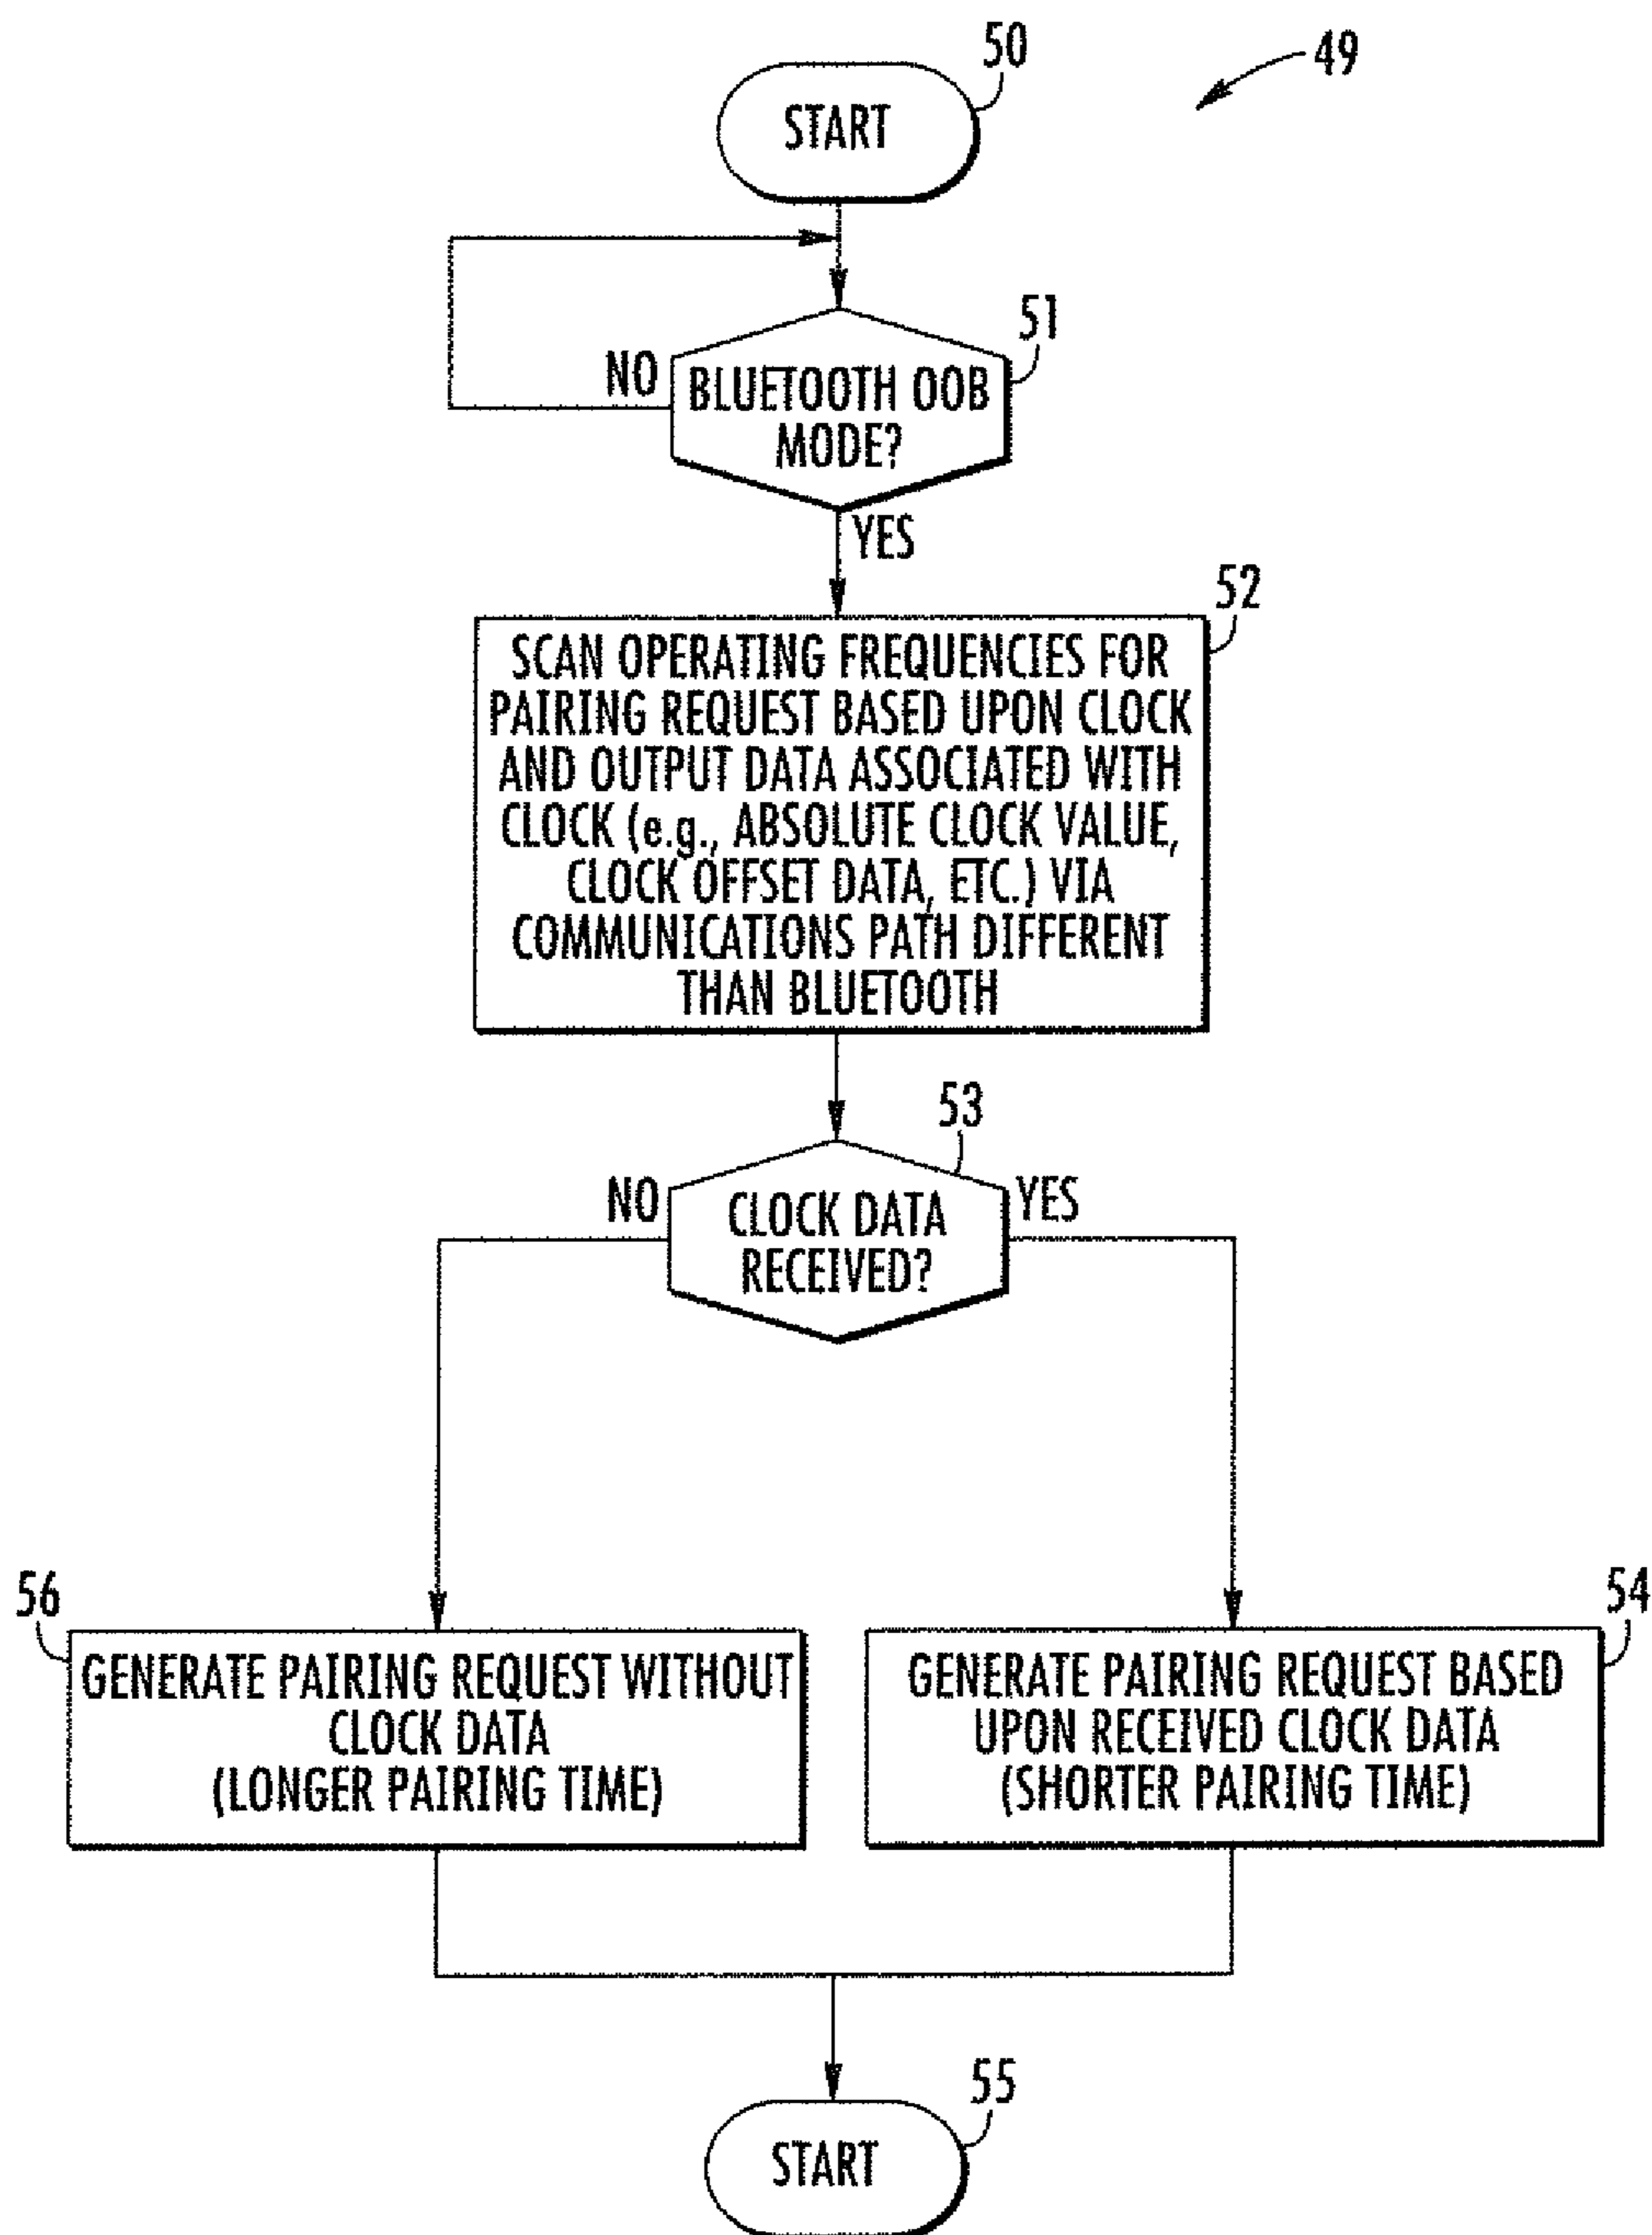 50
49
START
51
NO
BLUETOOTH OOB
MODE?
YES
52
SCAN OPERATING FREQUENCIES FOR
PAIRING REQUEST BASED UPON CLOCK
AND OUTPUT DATA ASSOCIATED WITH
CLOCK (e.g., ABSOLUTE CLOCK VALUE,
CLOCK OFFSET DATA, ETC.) VIA
COMMUNICATIONS PATH DIFFERENT
THAN BLUETOOTH
53
NO
CLOCK DATA
RECEIVED?
YES
56
GENERATE PAIRING REQUEST WITHOUT
CLOCK DATA
(LONGER PAIRING TIME)
54
GENERATE PAIRING REQUEST BASED
UPON RECEIVED CLOCK DATA
(SHORTER PAIRING TIME)
55
START